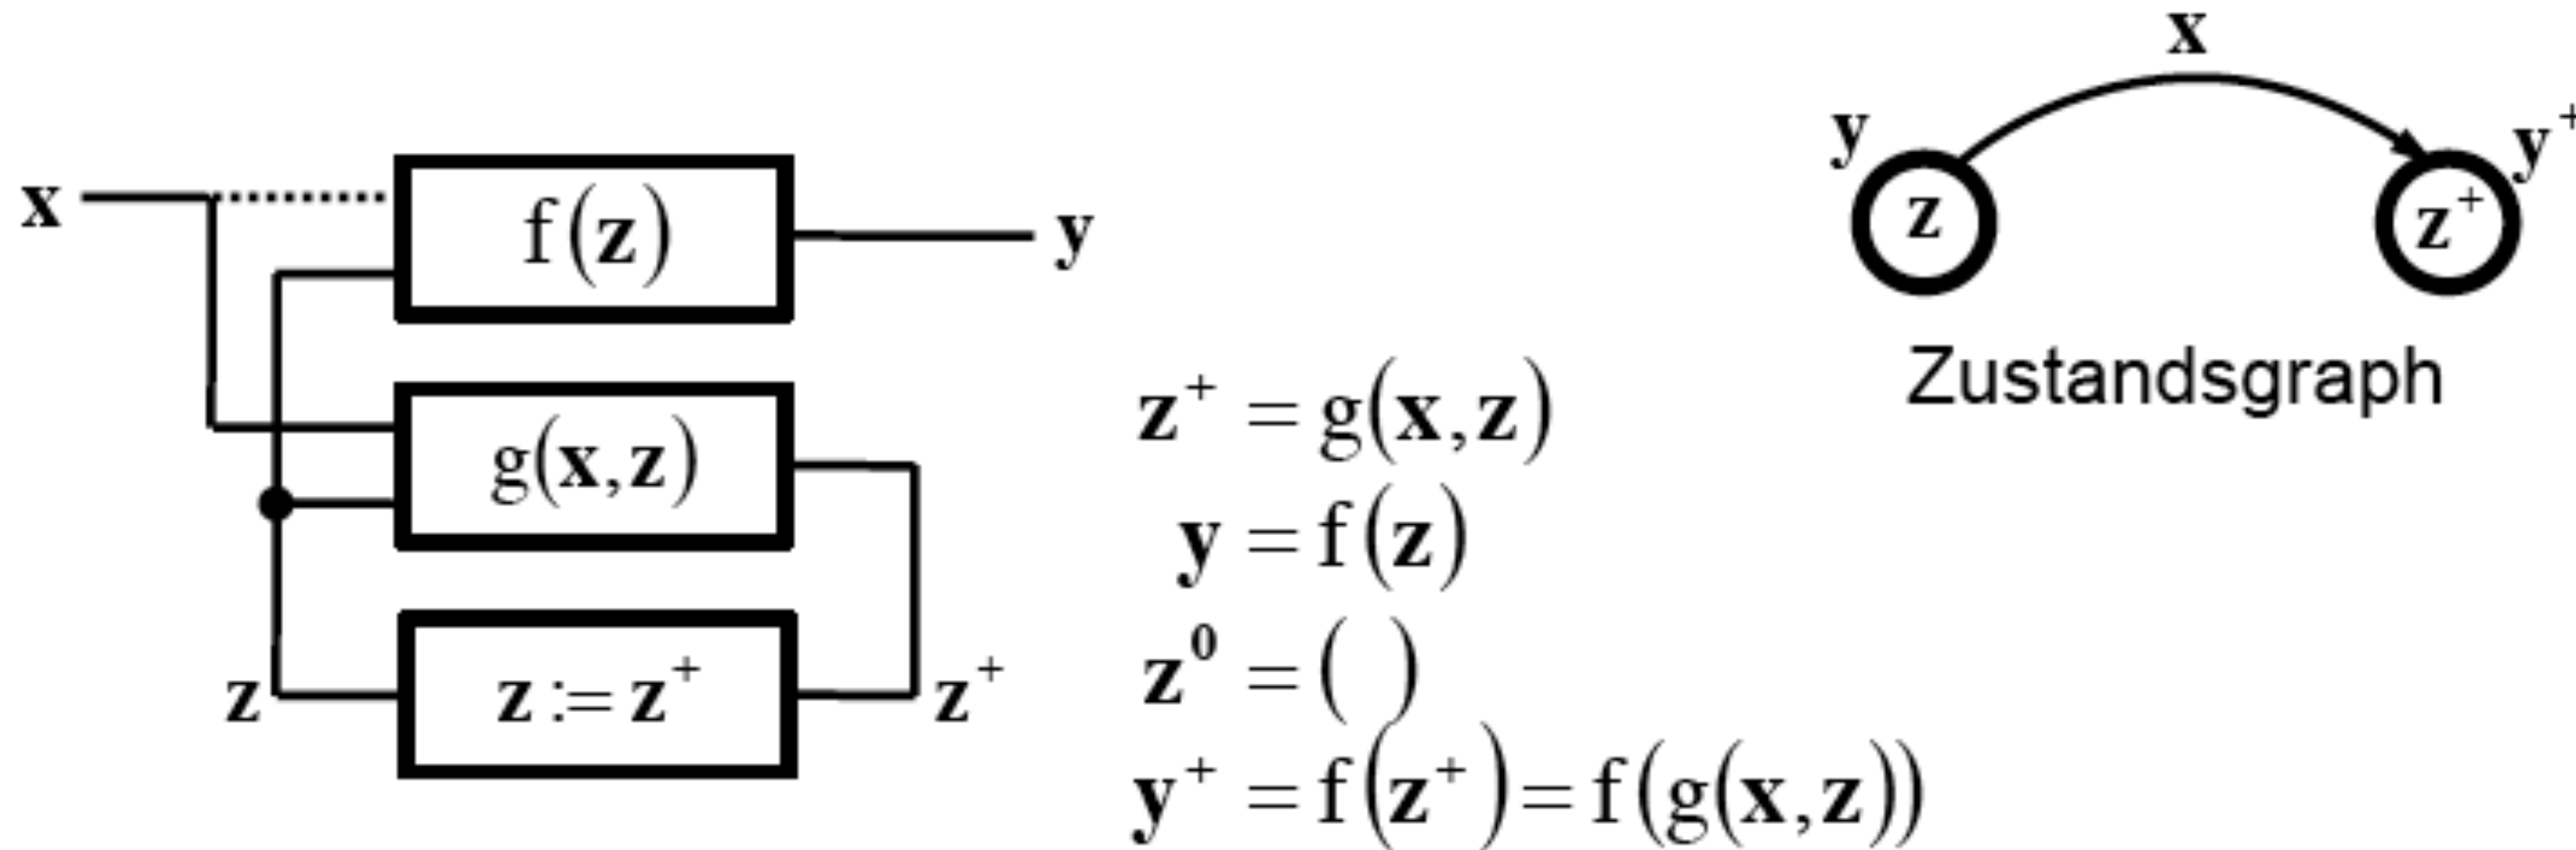 x
f(z)
y
g(x,z)
z
z := z⁺
z⁺
z⁺ = g(x,z)
y = f(z)
z⁰ = ( )
y⁺ = f(z⁺) = f(g(x,z))
x
y
z
z⁺
y⁺
Zustandsgraph